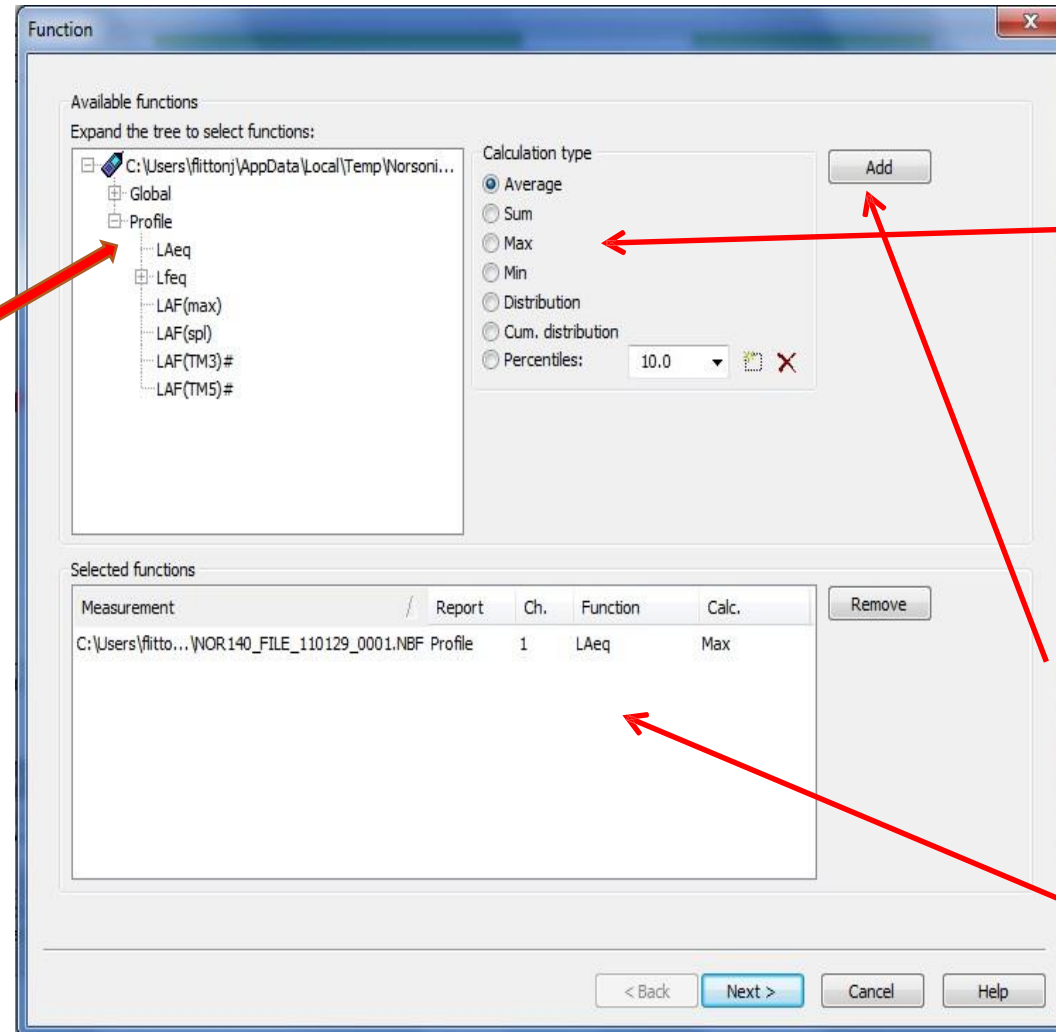 Function
X
Available functions
Expand the tree to select functions:
C:\Users\flittonj\AppData\Local\Temp\Norsoni...
Global
Profile
LAeq
Lfeq
LAF(max)
LAF(spl)
LAF(TM3)#
LAF(TM5)#
Calculation type
Average
Sum
Max
Min
Distribution
Cum. distribution
Percentiles: 10.0
Add
Selected functions
Measurement / Report Ch. Function Calc.
C:\Users\flitto...\NOR140_FILE_110129_0001.NBF Profile 1 LAeq Max
Remove
< Back Next > Cancel Help